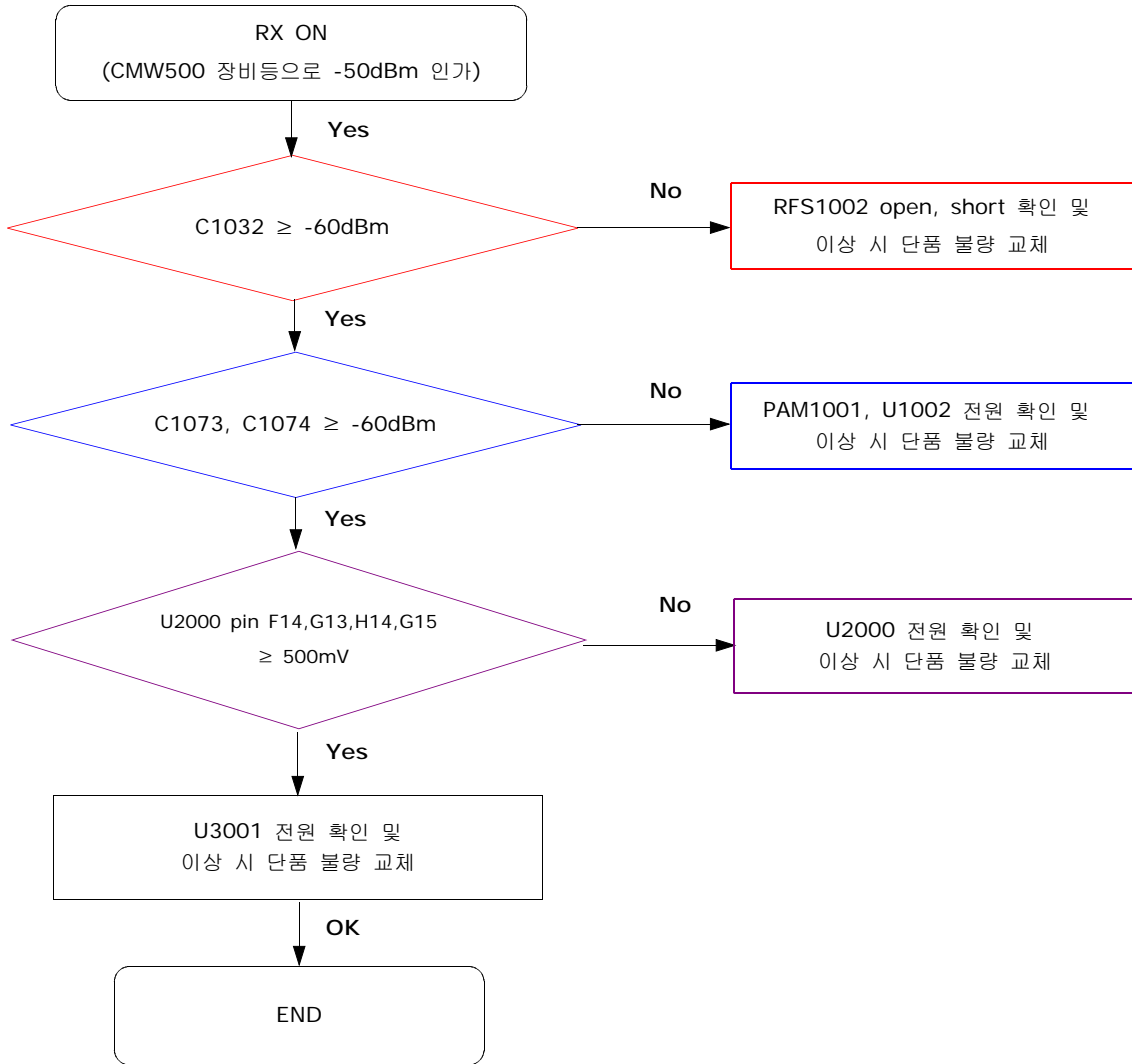 RX ON
(CMW500 장비등으로 -50dBm 인가)
Yes
C1032 ≥ -60dBm
No
RFS1002 open, short 확인 및
이상 시 단품 불량 교체
Yes
C1073, C1074 ≥ -60dBm
No
PAM1001, U1002 전원 확인 및
이상 시 단품 불량 교체
Yes
U2000 pin F14,G13,H14,G15
≥ 500mV
No
U2000 전원 확인 및
이상 시 단품 불량 교체
Yes
U3001 전원 확인 및
이상 시 단품 불량 교체
OK
END